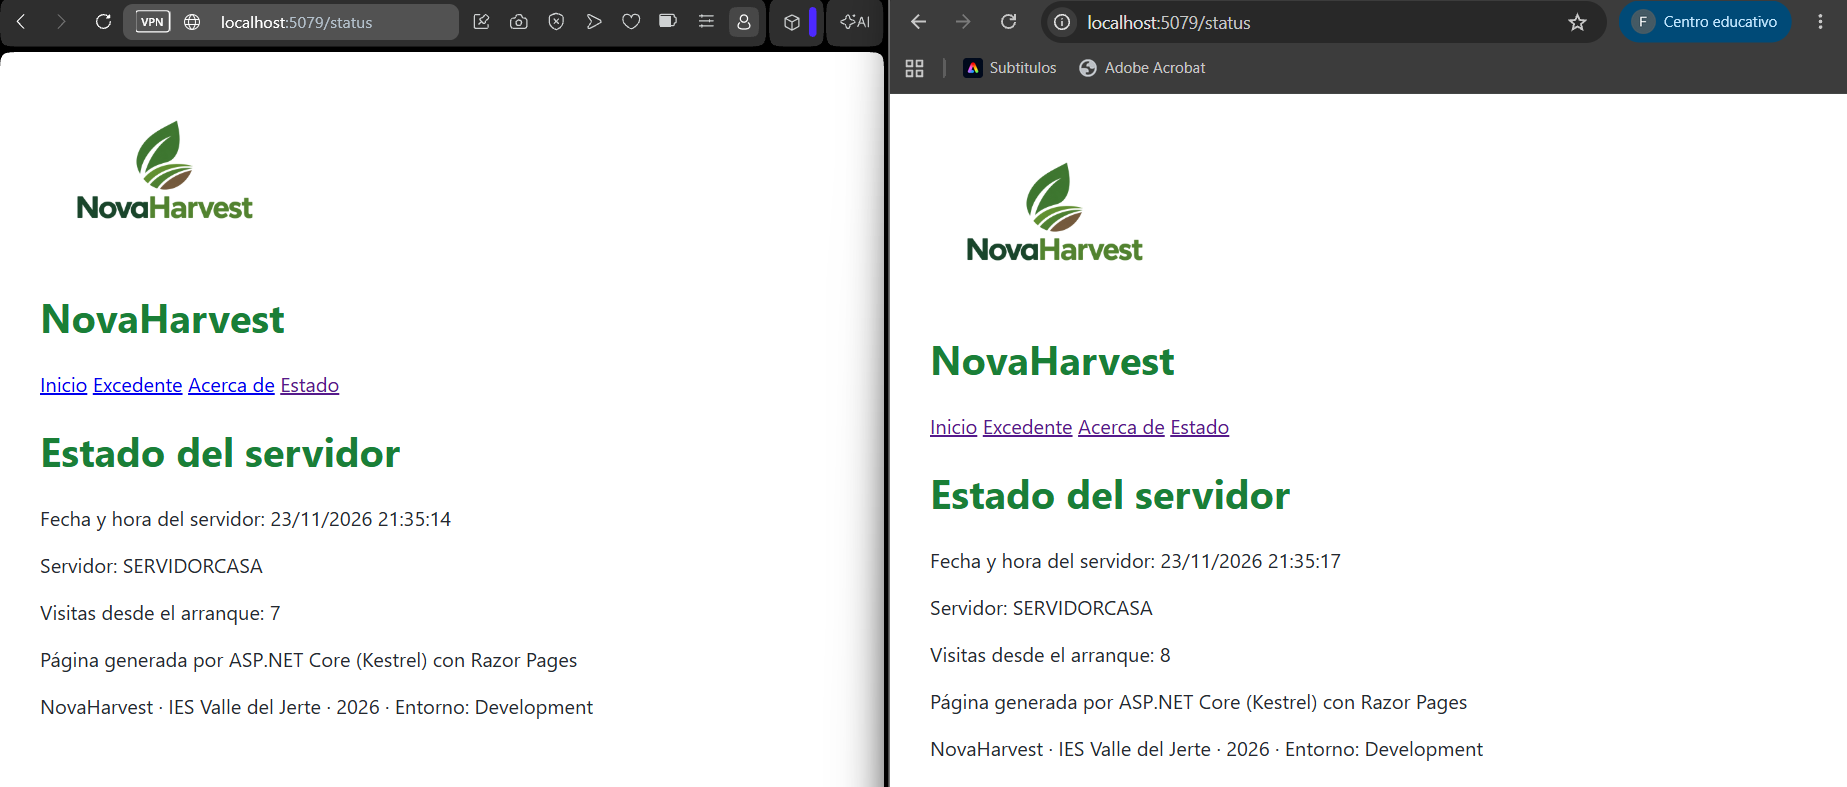 VPN
localhost:5079/status
AI
NovaHarvest
NovaHarvest
Inicio Excedente Acerca de Estado
Estado del servidor
Fecha y hora del servidor: 23/11/2026 21:35:14
Servidor: SERVIDORCASA
Visitas desde el arranque: 7
Página generada por ASP.NET Core (Kestrel) con Razor Pages
NovaHarvest · IES Valle del Jerte · 2026 · Entorno: Development
localhost:5079/status
F Centro educativo
Subtitulos Adobe Acrobat
NovaHarvest
NovaHarvest
Inicio Excedente Acerca de Estado
Estado del servidor
Fecha y hora del servidor: 23/11/2026 21:35:17
Servidor: SERVIDORCASA
Visitas desde el arranque: 8
Página generada por ASP.NET Core (Kestrel) con Razor Pages
NovaHarvest · IES Valle del Jerte · 2026 · Entorno: Development